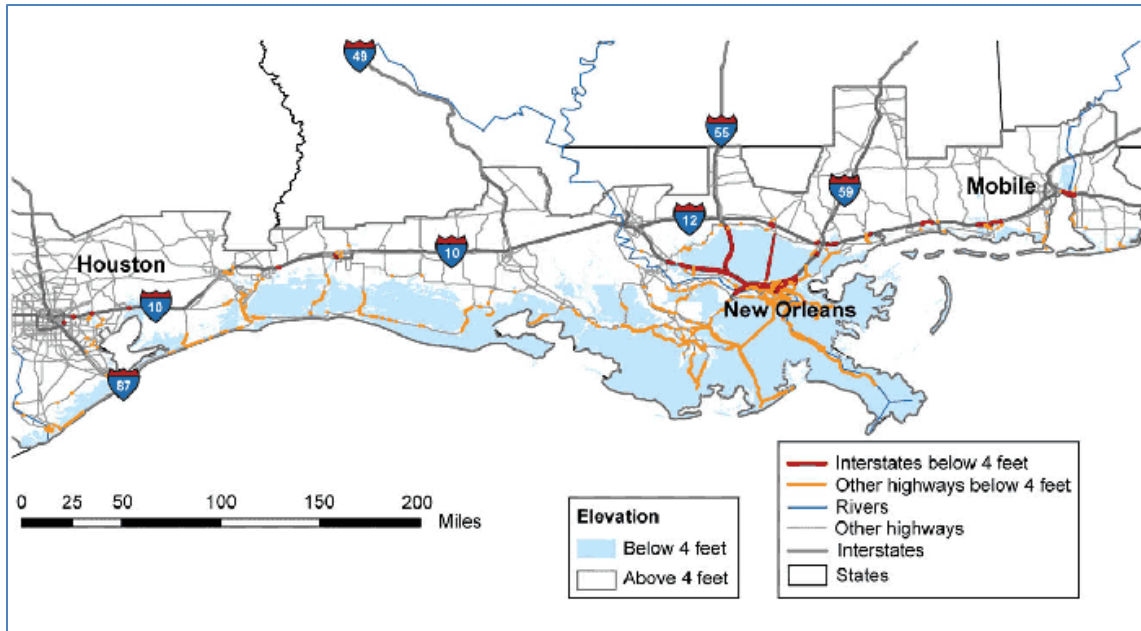 49
55
59
Mobile
12
10
Houston
10
New Orleans
87
0 25 50 100 150 200
Miles
Elevation
Below 4 feet
Above 4 feet
Interstates below 4 feet
Other highways below 4 feet
Rivers
Other highways
Interstates
States